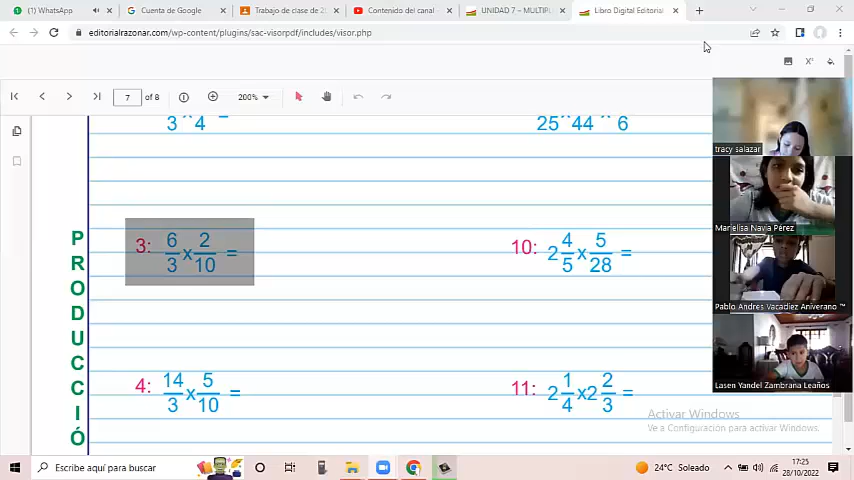 (1) WhatsApp
Cuenta de Google
Trabajo de clase de 2
Contenido del canal
UNIDAD 7 – MULTIPL
Libro Digital Editorial
editorialrazonar.com/wp-content/plugins/sac-visorpdf/includes/visor.php
7 of 8
200%
3 x 4 =
25 x 44 x 6
3: 6/3 x 2/10 =
10: 2 4/5 x 5/28 =
4: 14/3 x 5/10 =
11: 2 1/4 x 2 2/3 =
P
R
O
D
U
C
C
I
Ó
tracy salazar
Marielisa Navia Pérez
Pablo Andres Vacadiez Aniverano ™
Lasen Yandel Zambrana Leaños
Activar Windows
Ve a Configuración para activar Windows.
Escribe aquí para buscar
24°C Soleado
17:25
28/10/2022